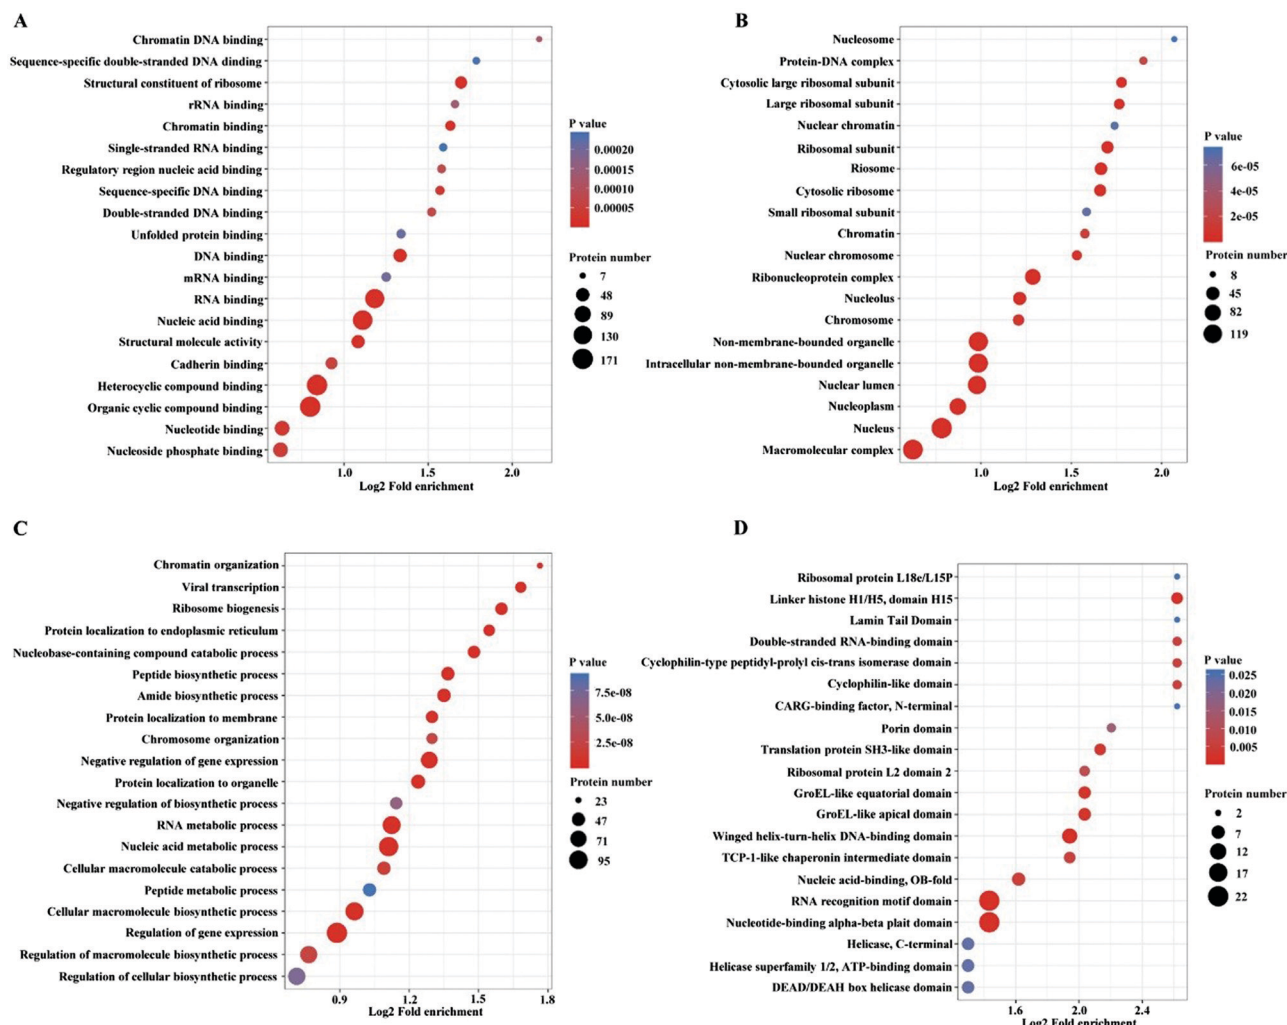 A
Chromatin DNA binding
Sequence-specific double-stranded DNA dinding
Structural constituent of ribosome
rRNA binding
Chromatin binding
Single-stranded RNA binding
Regulatory region nucleic acid binding
Sequence-specific DNA binding
Double-stranded DNA binding
Unfolded protein binding
DNA binding
mRNA binding
RNA binding
Nucleic acid binding
Structural molecule activity
Cadherin binding
Heterocyclic compound binding
Organic cyclic compound binding
Nucleotide binding
Nucleoside phosphate binding
1.0 1.5 2.0
Log2 Fold enrichment
P value
0.00020
0.00015
0.00010
0.00005
Protein number
7
48
89
130
171
B
Nucleosome
Protein-DNA complex
Cytosolic large ribosomal subunit
Large ribosomal subunit
Nuclear chromatin
Ribosomal subunit
Riosome
Cytosolic ribosome
Small ribosomal subunit
Chromatin
Nuclear chromosome
Ribonucleoprotein complex
Nucleolus
Chromosome
Non-membrane-bounded organelle
Intracellular non-membrane-bounded organelle
Nuclear lumen
Nucleoplasm
Nucleus
Macromolecular complex
1.0 1.5 2.0
Log2 Fold enrichment
P value
6e-05
4e-05
2e-05
Protein number
8
45
82
119
C
Chromatin organization
Viral transcription
Ribosome biogenesis
Protein localization to endoplasmic reticulum
Nucleobase-containing compound catabolic process
Peptide biosynthetic process
Amide biosynthetic process
Protein localization to membrane
Chromosome organization
Negative regulation of gene expression
Protein localization to organelle
Negative regulation of biosynthetic process
RNA metabolic process
Nucleic acid metabolic process
Cellular macromolecule catabolic process
Peptide metabolic process
Cellular macromolecule biosynthetic process
Regulation of gene expression
Regulation of macromolecule biosynthetic process
Regulation of cellular biosynthetic process
0.9 1.2 1.5 1.8
Log2 Fold enrichment
P value
7.5e-08
5.0e-08
2.5e-08
Protein number
23
47
71
95
D
Ribosomal protein L18e/L15P
Linker histone H1/H5, domain H15
Lamin Tail Domain
Double-stranded RNA-binding domain
Cyclophilin-type peptidyl-prolyl cis-trans isomerase domain
Cyclophilin-like domain
CARG-binding factor, N-terminal
Porin domain
Translation protein SH3-like domain
Ribosomal protein L2 domain 2
GroEL-like equatorial domain
GroEL-like apical domain
Winged helix-turn-helix DNA-binding domain
TCP-1-like chaperonin intermediate domain
Nucleic acid-binding, OB-fold
RNA recognition motif domain
Nucleotide-binding alpha-beta plait domain
Helicase, C-terminal
Helicase superfamily 1/2, ATP-binding domain
DEAD/DEAH box helicase domain
1.6 2.0 2.4
Log2 Fold enrichment
P value
0.025
0.020
0.015
0.010
0.005
Protein number
2
7
12
17
22